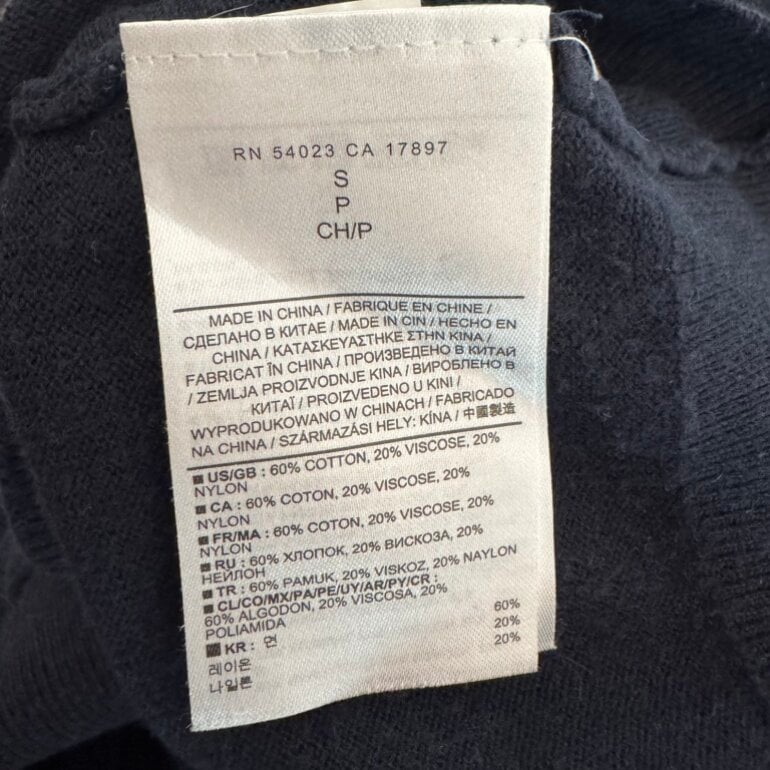 RN 54023 CA 17897
S
P
CH/P
MADE IN CHINA / FABRIQUE EN CHINE /
СДЕЛАНО В КИТАЕ / MADE IN CIN / HECHO EN
CHINA / ΚΑΤΑΣΚΕΥΑΣΤΗΚΕ ΣΤΗΝ ΚΙΝΑ /
FABRICAT ÎN CHINA / ПРОИЗВЕДЕНО В КИТАЙ
/ ZEMLJA PROIZVODNJE KINA / ВИРОБЛЕНО В
КИТАЇ / PROIZVEDENO U KINI /
WYPRODUKOWANO W CHINACH / FABRICADO
NA CHINA / SZÁRMAZÁSI HELY: KÍNA / 中國製造
■ US/GB : 60% COTTON, 20% VISCOSE, 20%
NYLON
■ CA : 60% COTON, 20% VISCOSE, 20%
NYLON
■ FR/MA : 60% COTON, 20% VISCOSE, 20%
NYLON
■ RU : 60% ХЛОПОК, 20% ВИСКОЗА, 20%
НЕЙЛОН
■ TR : 60% PAMUK, 20% VISKOZ, 20% NAYLON
■ CL/CO/MX/PA/PE/UY/AR/PY/CR :
60% ALGODON, 20% VISCOSA, 20%
POLIAMIDA
■ KR : 면 60%
레이온 20%
나일론 20%